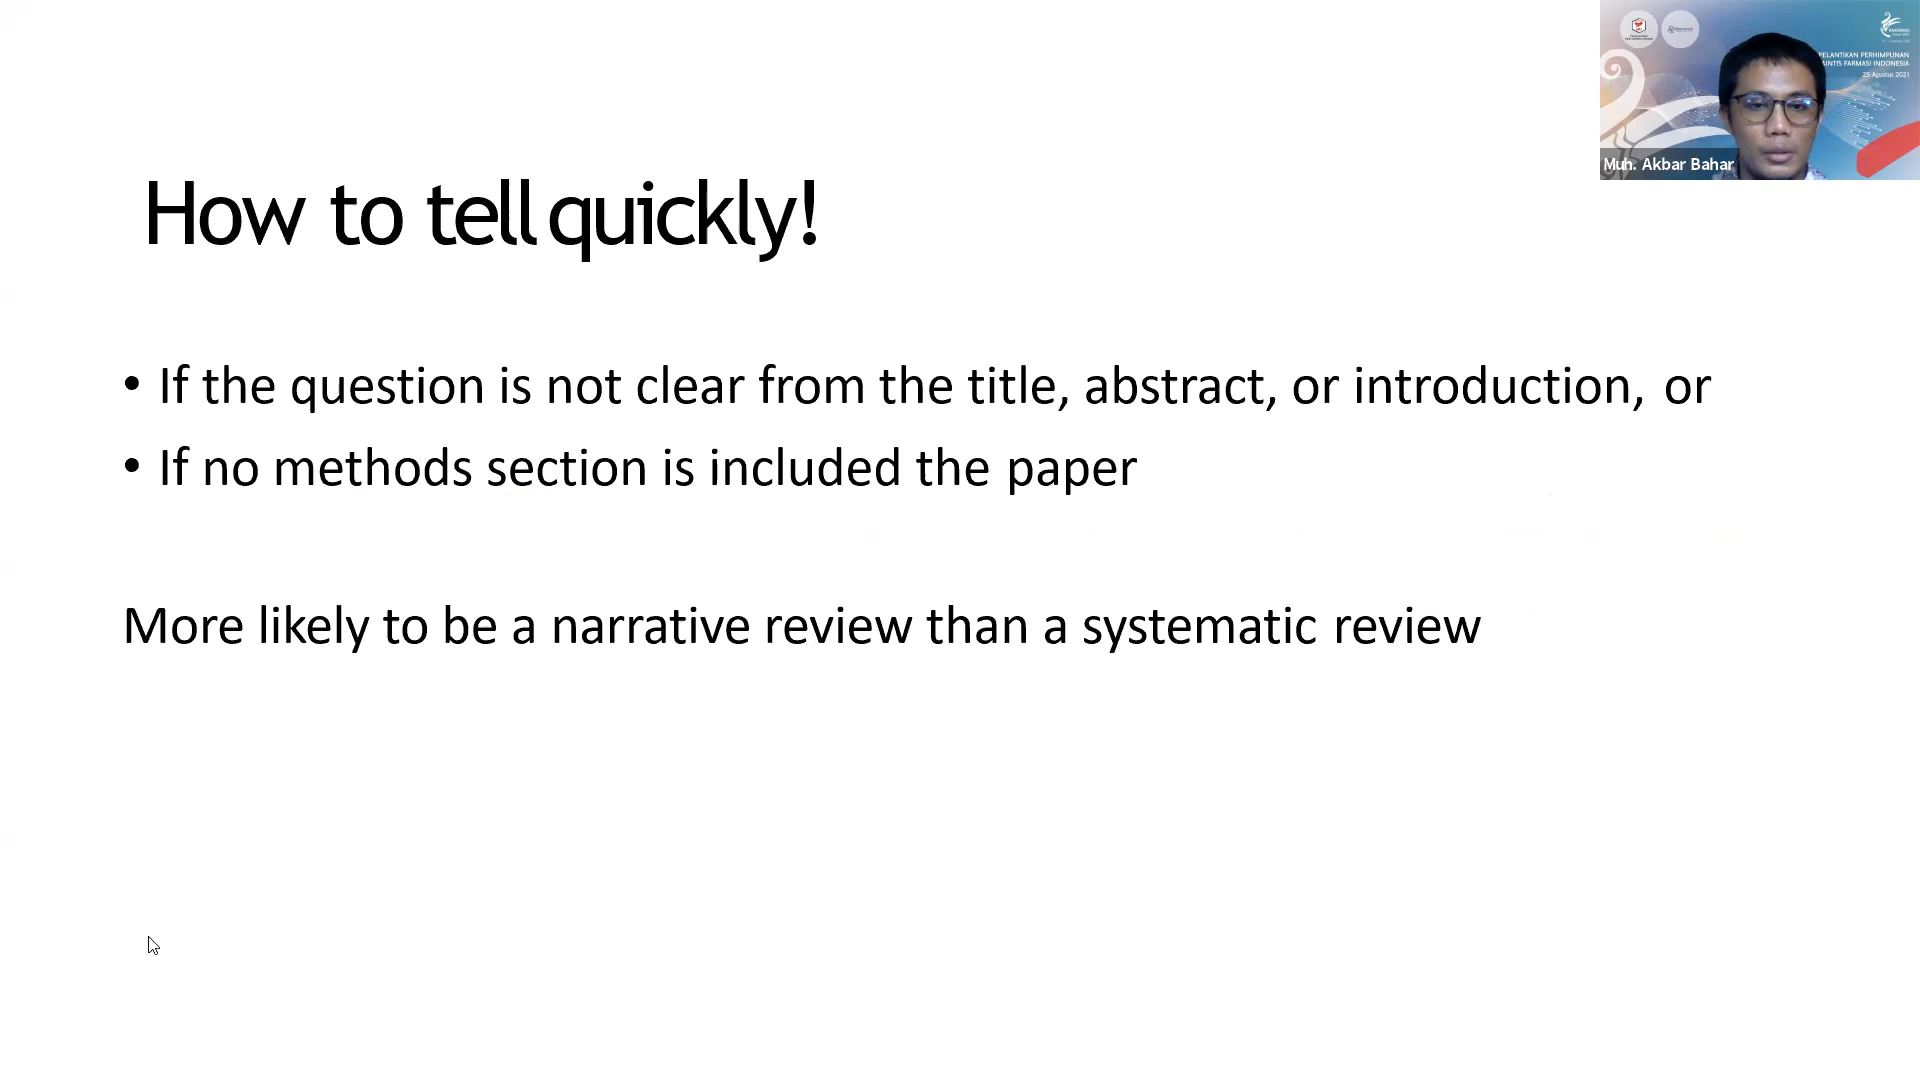 PELANTIKAN PERHIMPUNAN
FARMASI INDONESIA
25 Agustus 2021
Muh. Akbar Bahar
How to tell quickly!
• If the question is not clear from the title, abstract, or introduction, or
• If no methods section is included the paper
More likely to be a narrative review than a systematic review